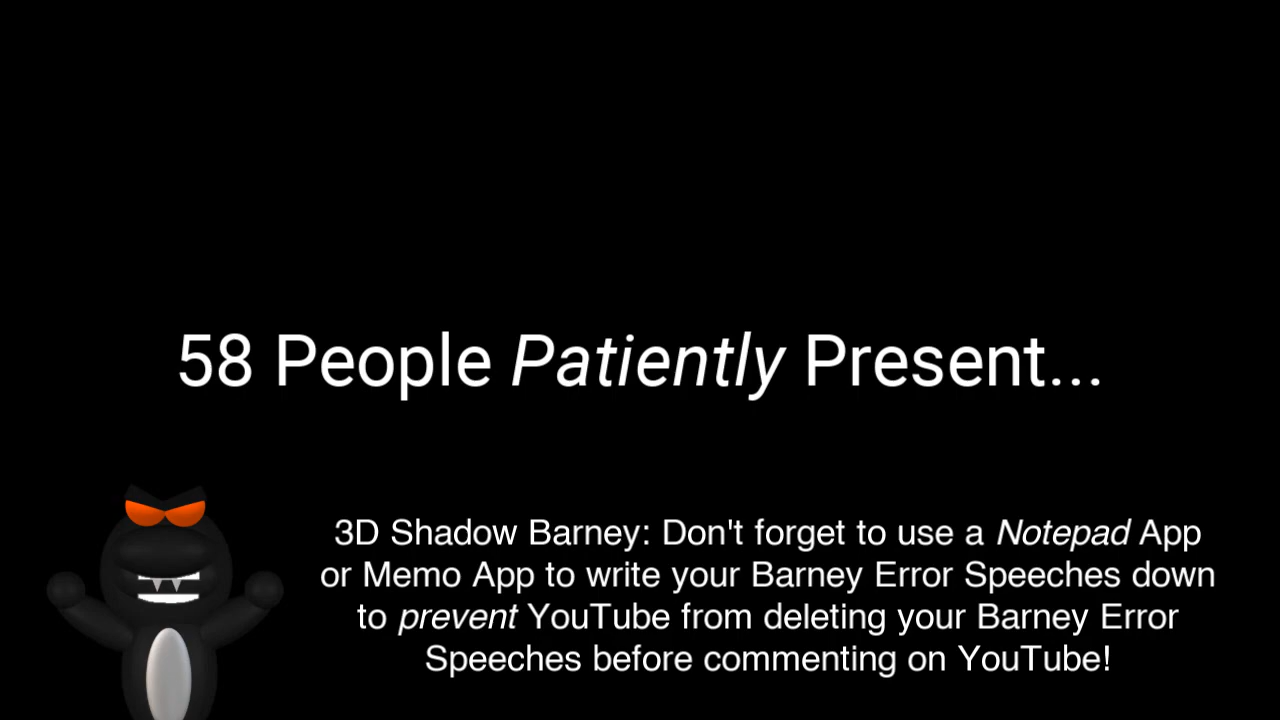 58 People Patiently Present...
3D Shadow Barney: Don't forget to use a Notepad App
or Memo App to write your Barney Error Speeches down
to prevent YouTube from deleting your Barney Error
Speeches before commenting on YouTube!